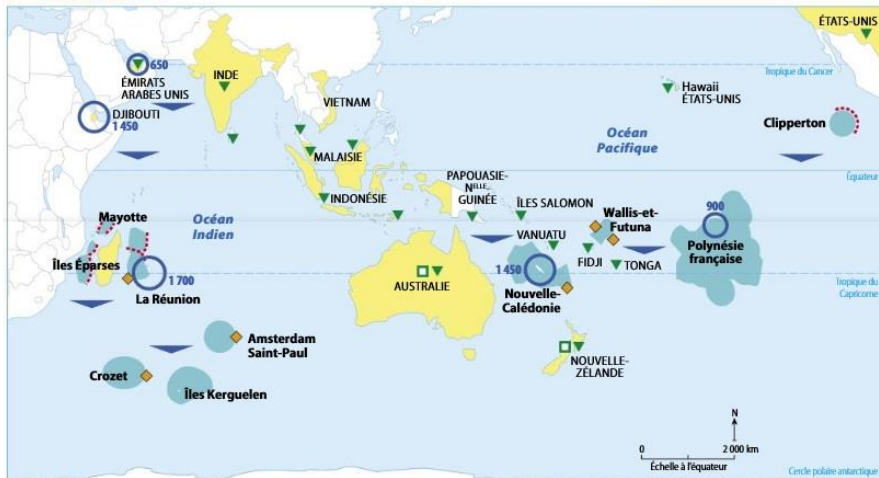 ÉTATS-UNIS
650
Tropique du Cancer
ÉMIRATS
ARABES UNIS
INDE
Hawaii
ÉTATS-UNIS
DJIBOUTI
1 450
VIETNAM
Clipperton
Océan
Pacifique
MALAISIE
Équateur
PAPOUASIE-
Nelle-
GUINÉE
INDONÉSIE
ÎLES SALOMON
Wallis-et-
Futuna
900
Mayotte
Océan
Indien
VANUATU
Polynésie
française
Îles Éparses
1 700
1 450
FIDJI
TONGA
La Réunion
AUSTRALIE
Nouvelle-
Calédonie
Tropique du
Capricorne
Amsterdam
Saint-Paul
NOUVELLE-
ZÉLANDE
Crozet
Îles Kerguelen
N
0
2 000 km
Échelle à l'équateur
Cercle polaire antarctique